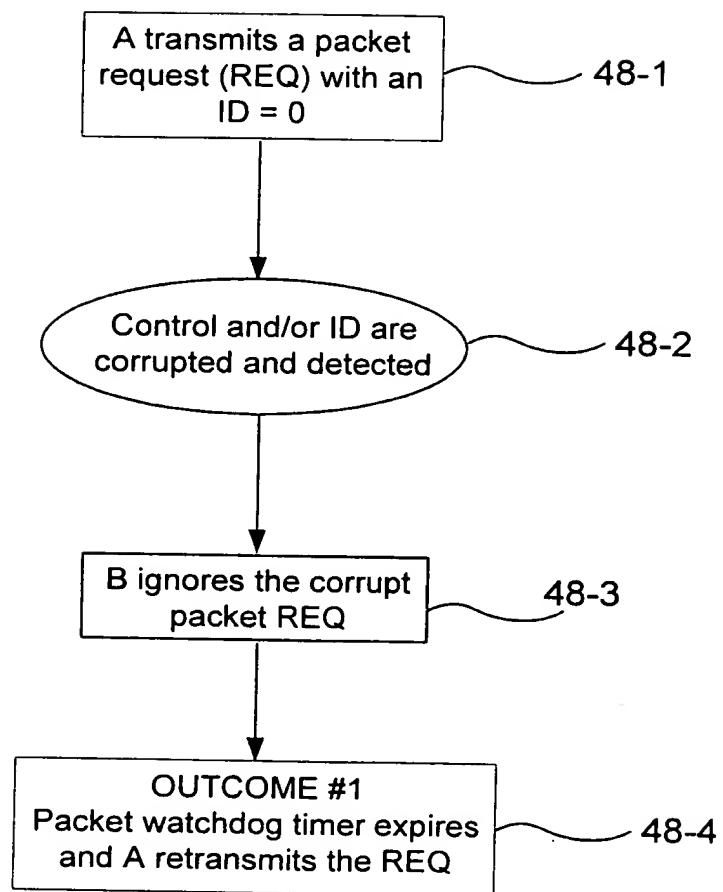 A transmits a packet
request (REQ) with an
ID = 0
48-1
Control and/or ID are
corrupted and detected
48-2
B ignores the corrupt
packet REQ
48-3
OUTCOME #1
Packet watchdog timer expires
and A retransmits the REQ
48-4